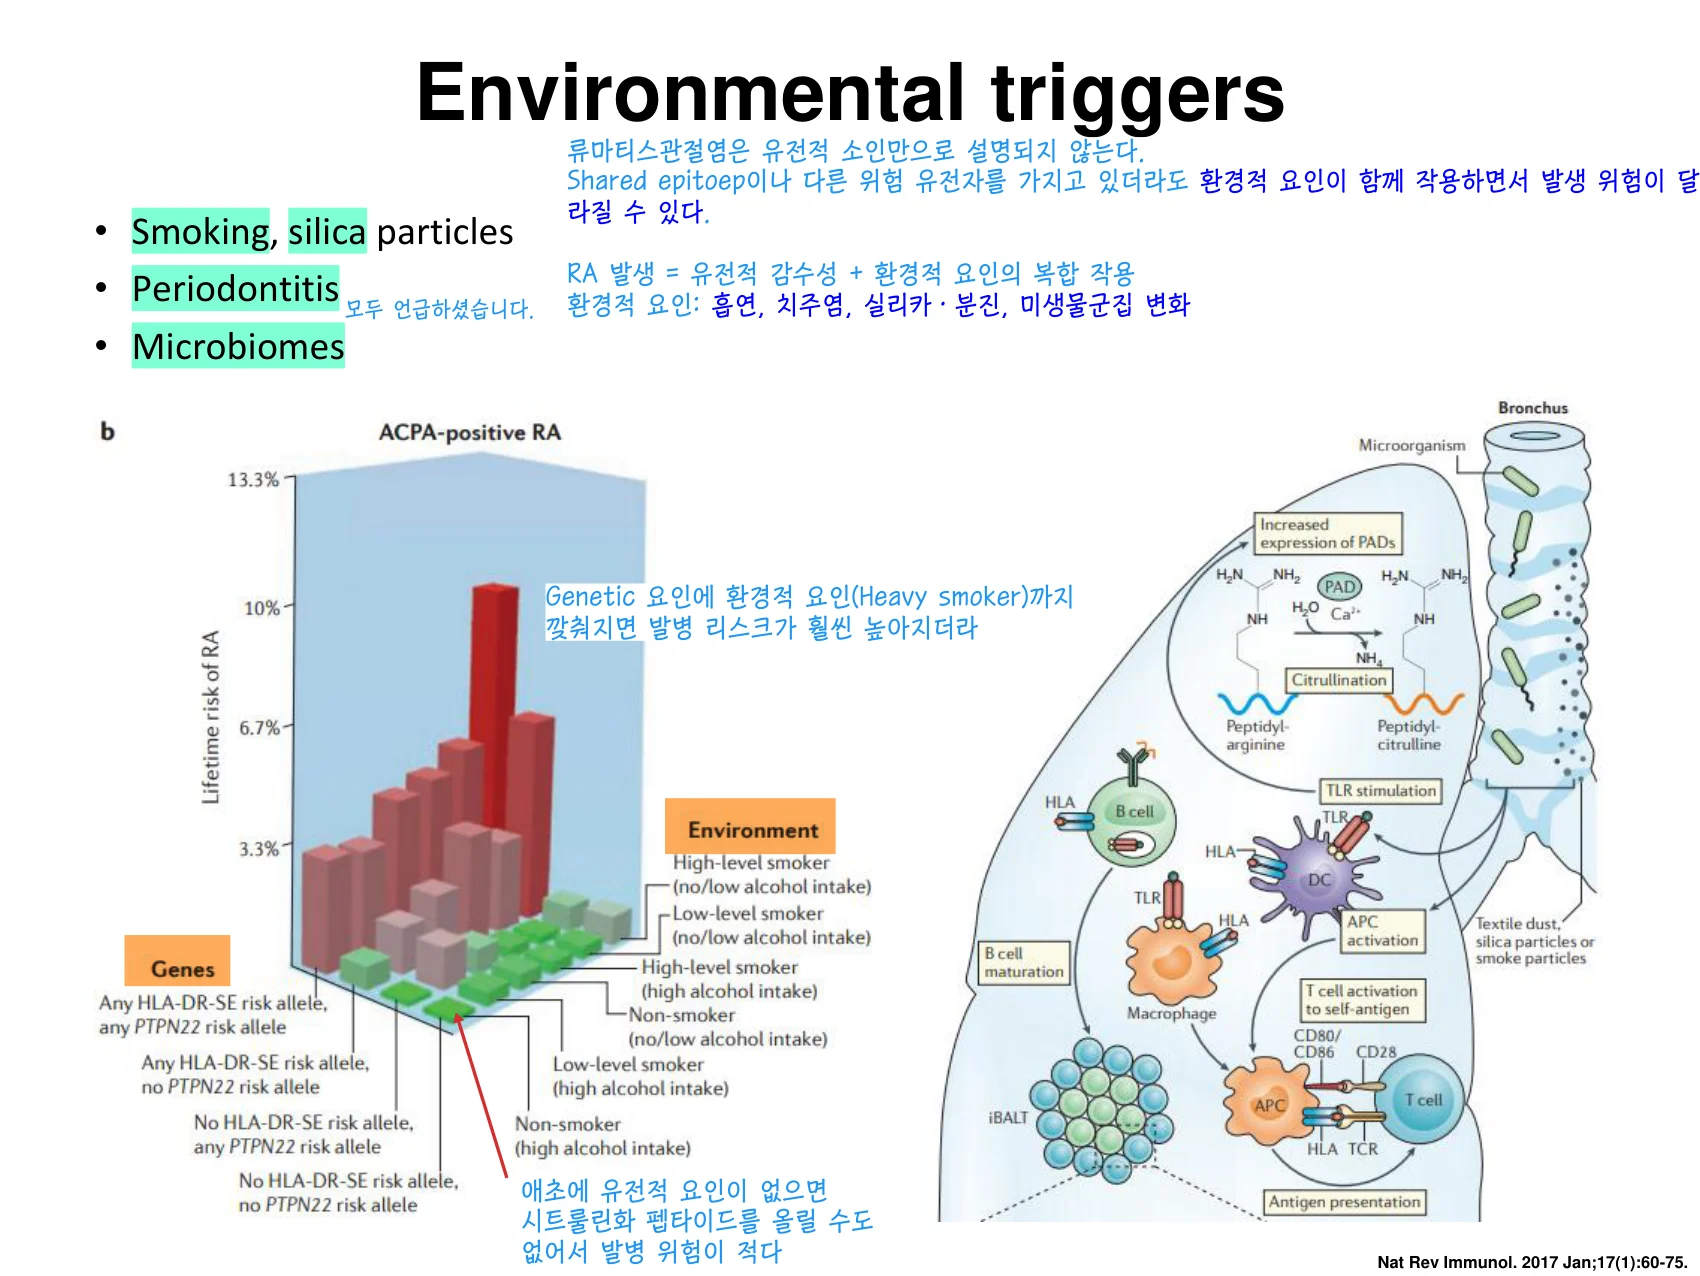 Environmental triggers
류마티스관절염은 유전적 소인만으로 설명되지 않는다.
Shared epitoep이나 다른 위험 유전자를 가지고 있더라도 환경적 요인이 함께 작용하면서 발생 위험이 달
라질 수 있다.
• Smoking, silica particles
• Periodontitis
모두 언급하셨습니다.
• Microbiomes
RA 발생 = 유전적 감수성 + 환경적 요인의 복합 작용
환경적 요인: 흡연, 치주염, 실리카·분진, 미생물군집 변화
b
ACPA-positive RA
13.3%
10%
6.7%
3.3%
Lifetime risk of RA
Genetic 요인에 환경적 요인(Heavy smoker)까지
깢춰지면 발병 리스크가 훨씬 높아지더라
Environment
High-level smoker
(no/low alcohol intake)
Low-level smoker
(no/low alcohol intake)
High-level smoker
(high alcohol intake)
Non-smoker
(no/low alcohol intake)
Low-level smoker
(high alcohol intake)
Non-smoker
(high alcohol intake)
Genes
Any HLA-DR-SE risk allele,
any PTPN22 risk allele
Any HLA-DR-SE risk allele,
no PTPN22 risk allele
No HLA-DR-SE risk allele,
any PTPN22 risk allele
No HLA-DR-SE risk allele,
no PTPN22 risk allele
애초에 유전적 요인이 없으면
시트룰린화 펩타이드를 올릴 수도
없어서 발병 위험이 적다
Bronchus
Microorganism
Increased
expression of PADs
H₂N
NH₂
PAD
H₂N
NH₂
H₂O
Ca²⁺
NH
NH
NH₄
Citrullination
Peptidyl-
arginine
Peptidyl-
citrulline
TLR stimulation
HLA
B cell
TLR
HLA
DC
TLR
HLA
APC
activation
Textile dust,
silica particles or
smoke particles
B cell
maturation
Macrophage
T cell activation
to self-antigen
CD80/
CD86
CD28
iBALT
APC
T cell
HLA
TCR
Antigen presentation
Nat Rev Immunol. 2017 Jan;17(1):60-75.